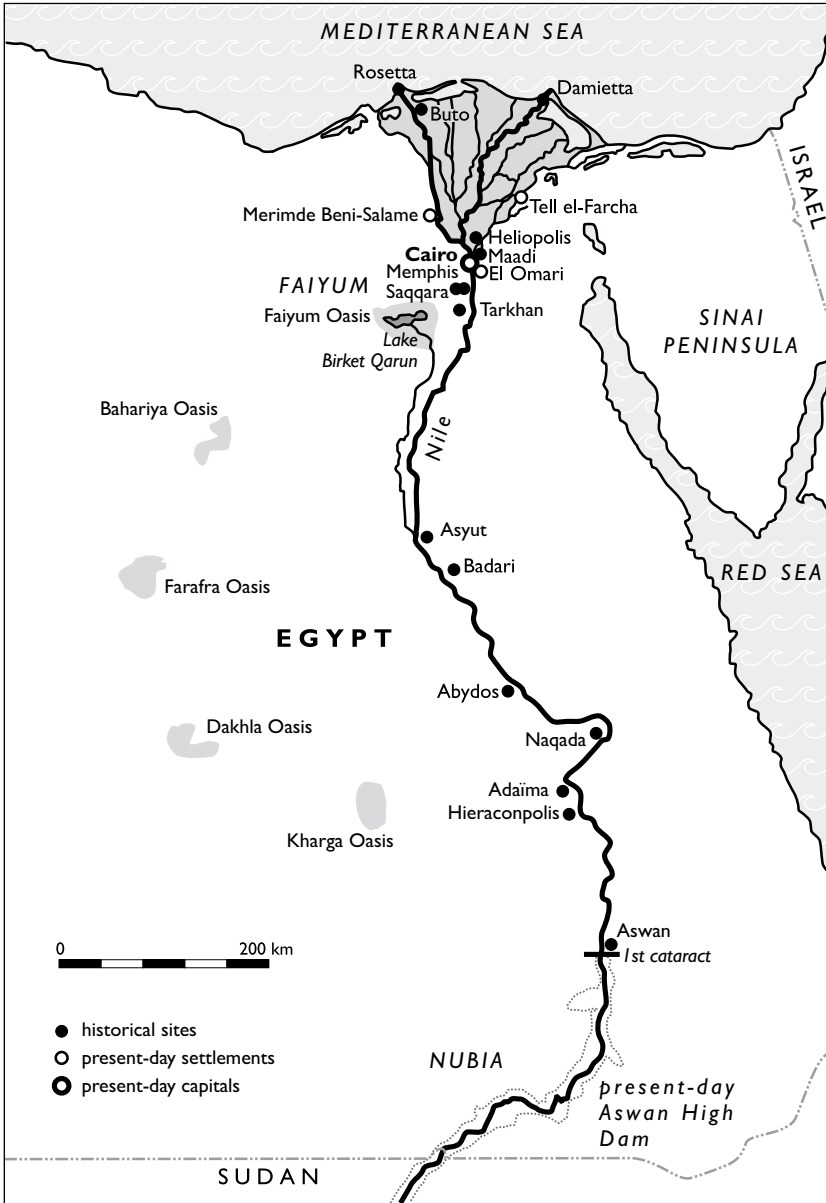 MEDITERRANEAN SEA
Rosetta
Damietta
Buto
ISRAEL
Merimde Beni-Salame
Tell el-Farcha
Heliopolis
Cairo
Maadi
Memphis
El Omari
FAIYUM
Saqqara
Faiyum Oasis
Tarkhan
Lake
Birket Qarun
SINAI
PENINSULA
Bahariya Oasis
Nile
Asyut
Badari
RED SEA
Farafra Oasis
EGYPT
Abydos
Dakhla Oasis
Naqada
Adaïma
Hieraconpolis
Kharga Oasis
Aswan
1st cataract
0 200 km
historical sites
present-day settlements
present-day capitals
NUBIA
present-day
Aswan High
Dam
SUDAN